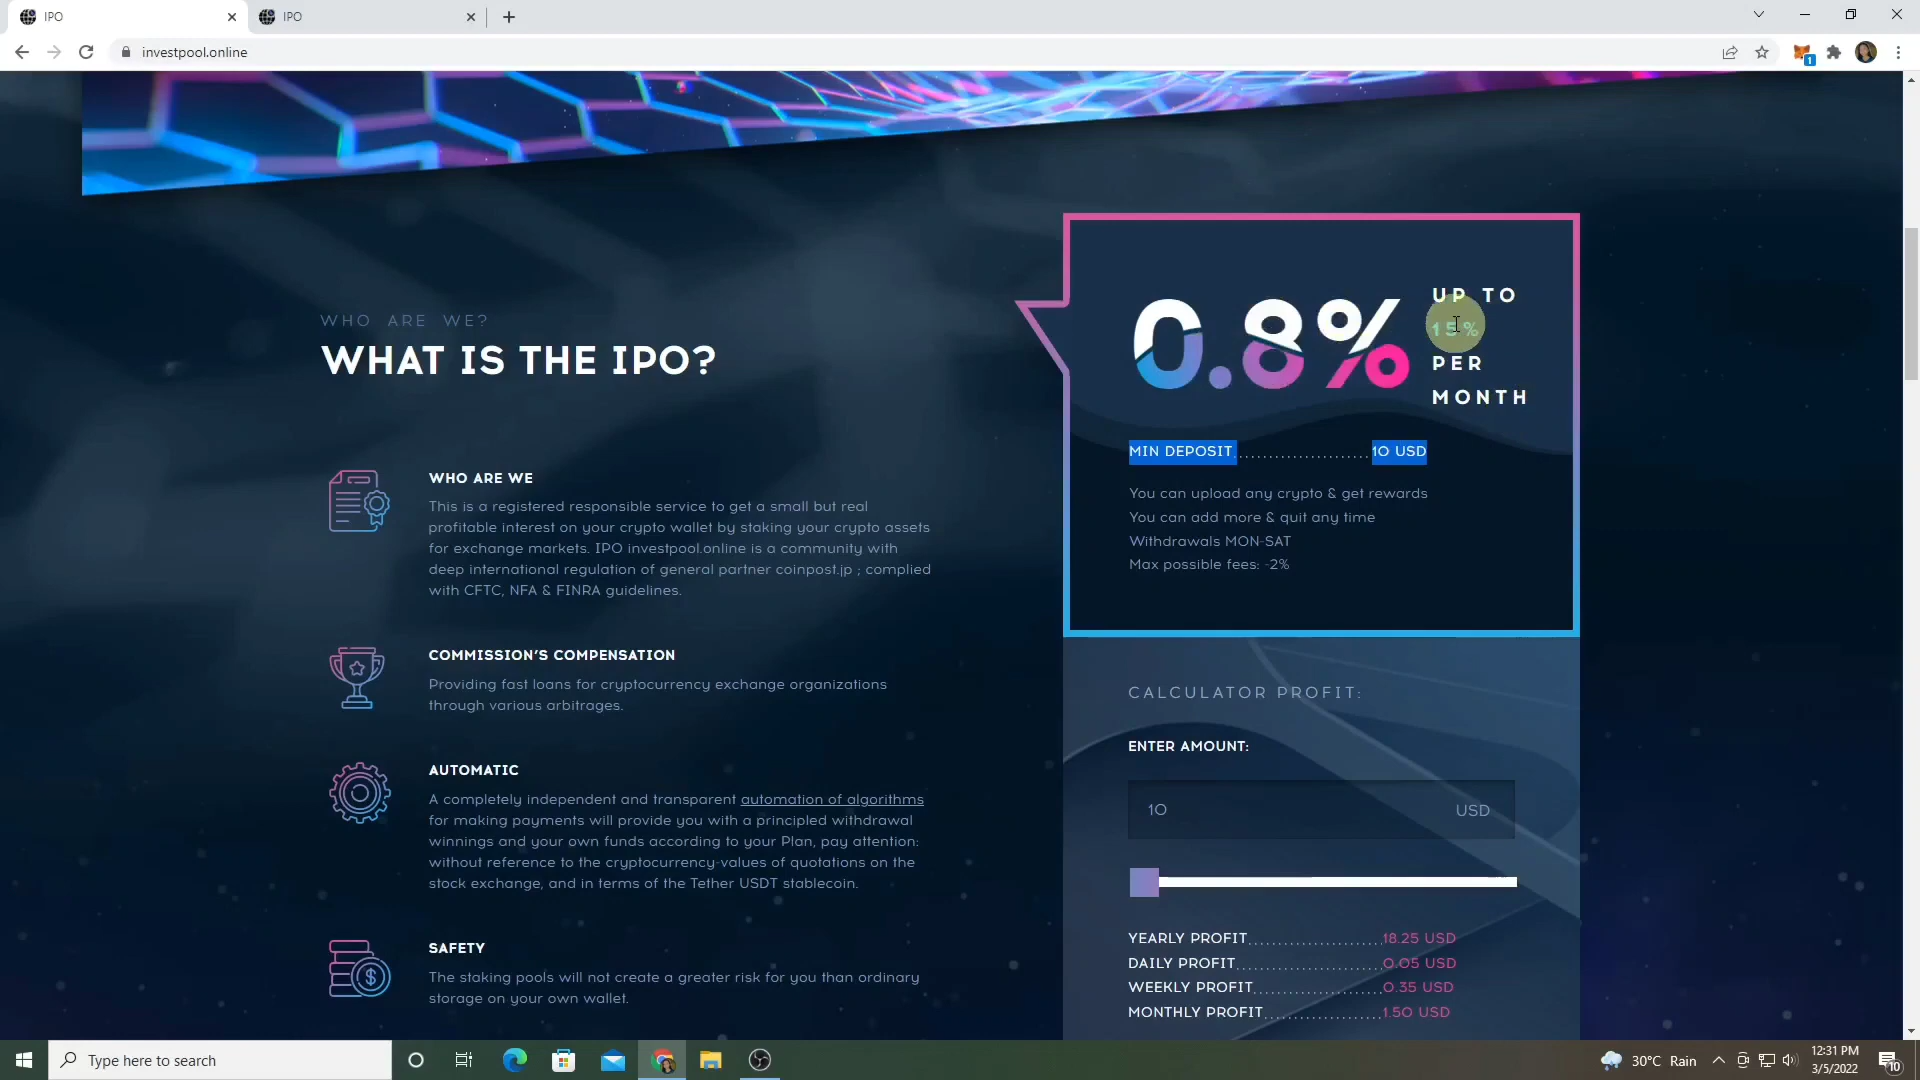 IPO
IPO
investpool.online
1
WHO ARE WE?
WHAT IS THE IPO?
WHO ARE WE
This is a registered responsible service to get a small but real
profitable interest on your crypto wallet by staking your crypto assets
for exchange markets. IPO investpool.online is a community with
deep international regulation of general partner coinpost.jp ; complied
with CFTC, NFA & FINRA guidelines.
COMMISSION'S COMPENSATION
Providing fast loans for cryptocurrency exchange organizations
through various arbitrages.
AUTOMATIC
A completely independent and transparent automation of algorithms
for making payments will provide you with a principled withdrawal
winnings and your own funds according to your Plan, pay attention:
without reference to the cryptocurrency-values of quotations on the
stock exchange, and in terms of the Tether USDT stablecoin.
SAFETY
The staking pools will not create a greater risk for you than ordinary
storage on your own wallet.
0.8%
UP TO
15%
PER
MONTH
MIN DEPOSIT.....................10 USD
You can upload any crypto & get rewards
You can add more & quit any time
Withdrawals MON-SAT
Max possible fees: -2%
CALCULATOR PROFIT:
ENTER AMOUNT:
10 USD
YEARLY PROFIT.....................18.25 USD
DAILY PROFIT.......................0.05 USD
WEEKLY PROFIT....................0.35 USD
MONTHLY PROFIT..................1.50 USD
Type here to search
30°C Rain
12:31 PM
3/5/2022
10